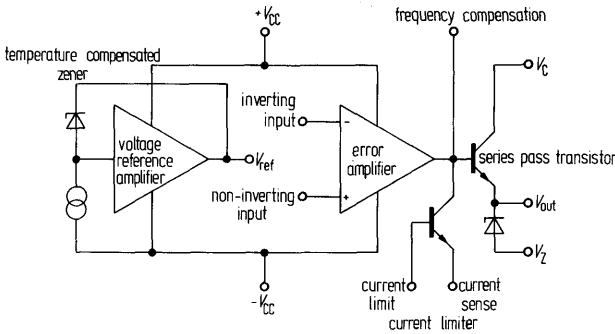 +V_CC
frequency compensation
temperature compensated
zener
V_C
inverting
input
−
voltage
reference
amplifier
V_ref
error
amplifier
series pass transistor
non-inverting
input
+
V_out
V_Z
−V_CC
current
limit
current
sense
current limiter